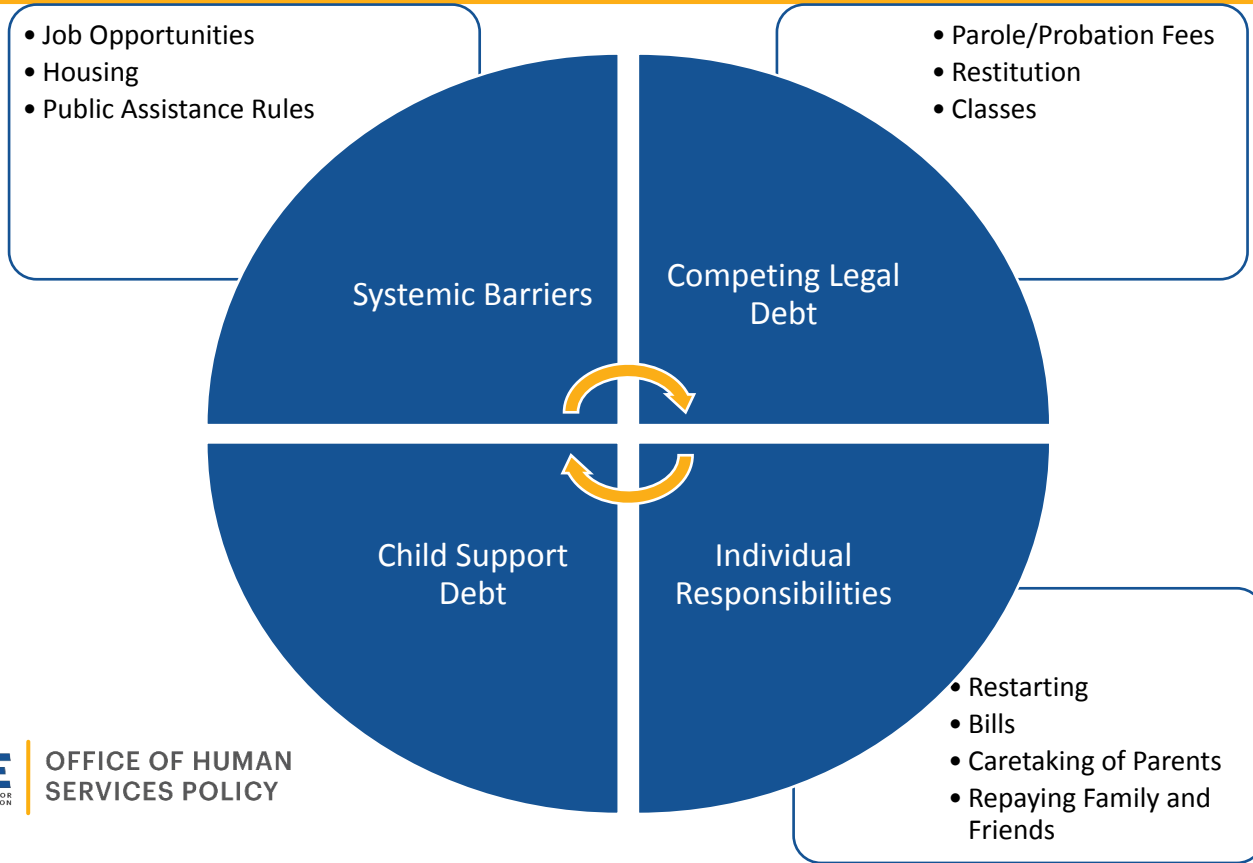 • Job Opportunities
• Housing
• Public Assistance Rules
• Parole/Probation Fees
• Restitution
• Classes
Systemic Barriers
Competing Legal
Debt
Child Support
Debt
Individual
Responsibilities
• Restarting
• Bills
• Caretaking of Parents
• Repaying Family and
Friends
OFFICE OF HUMAN
SERVICES POLICY